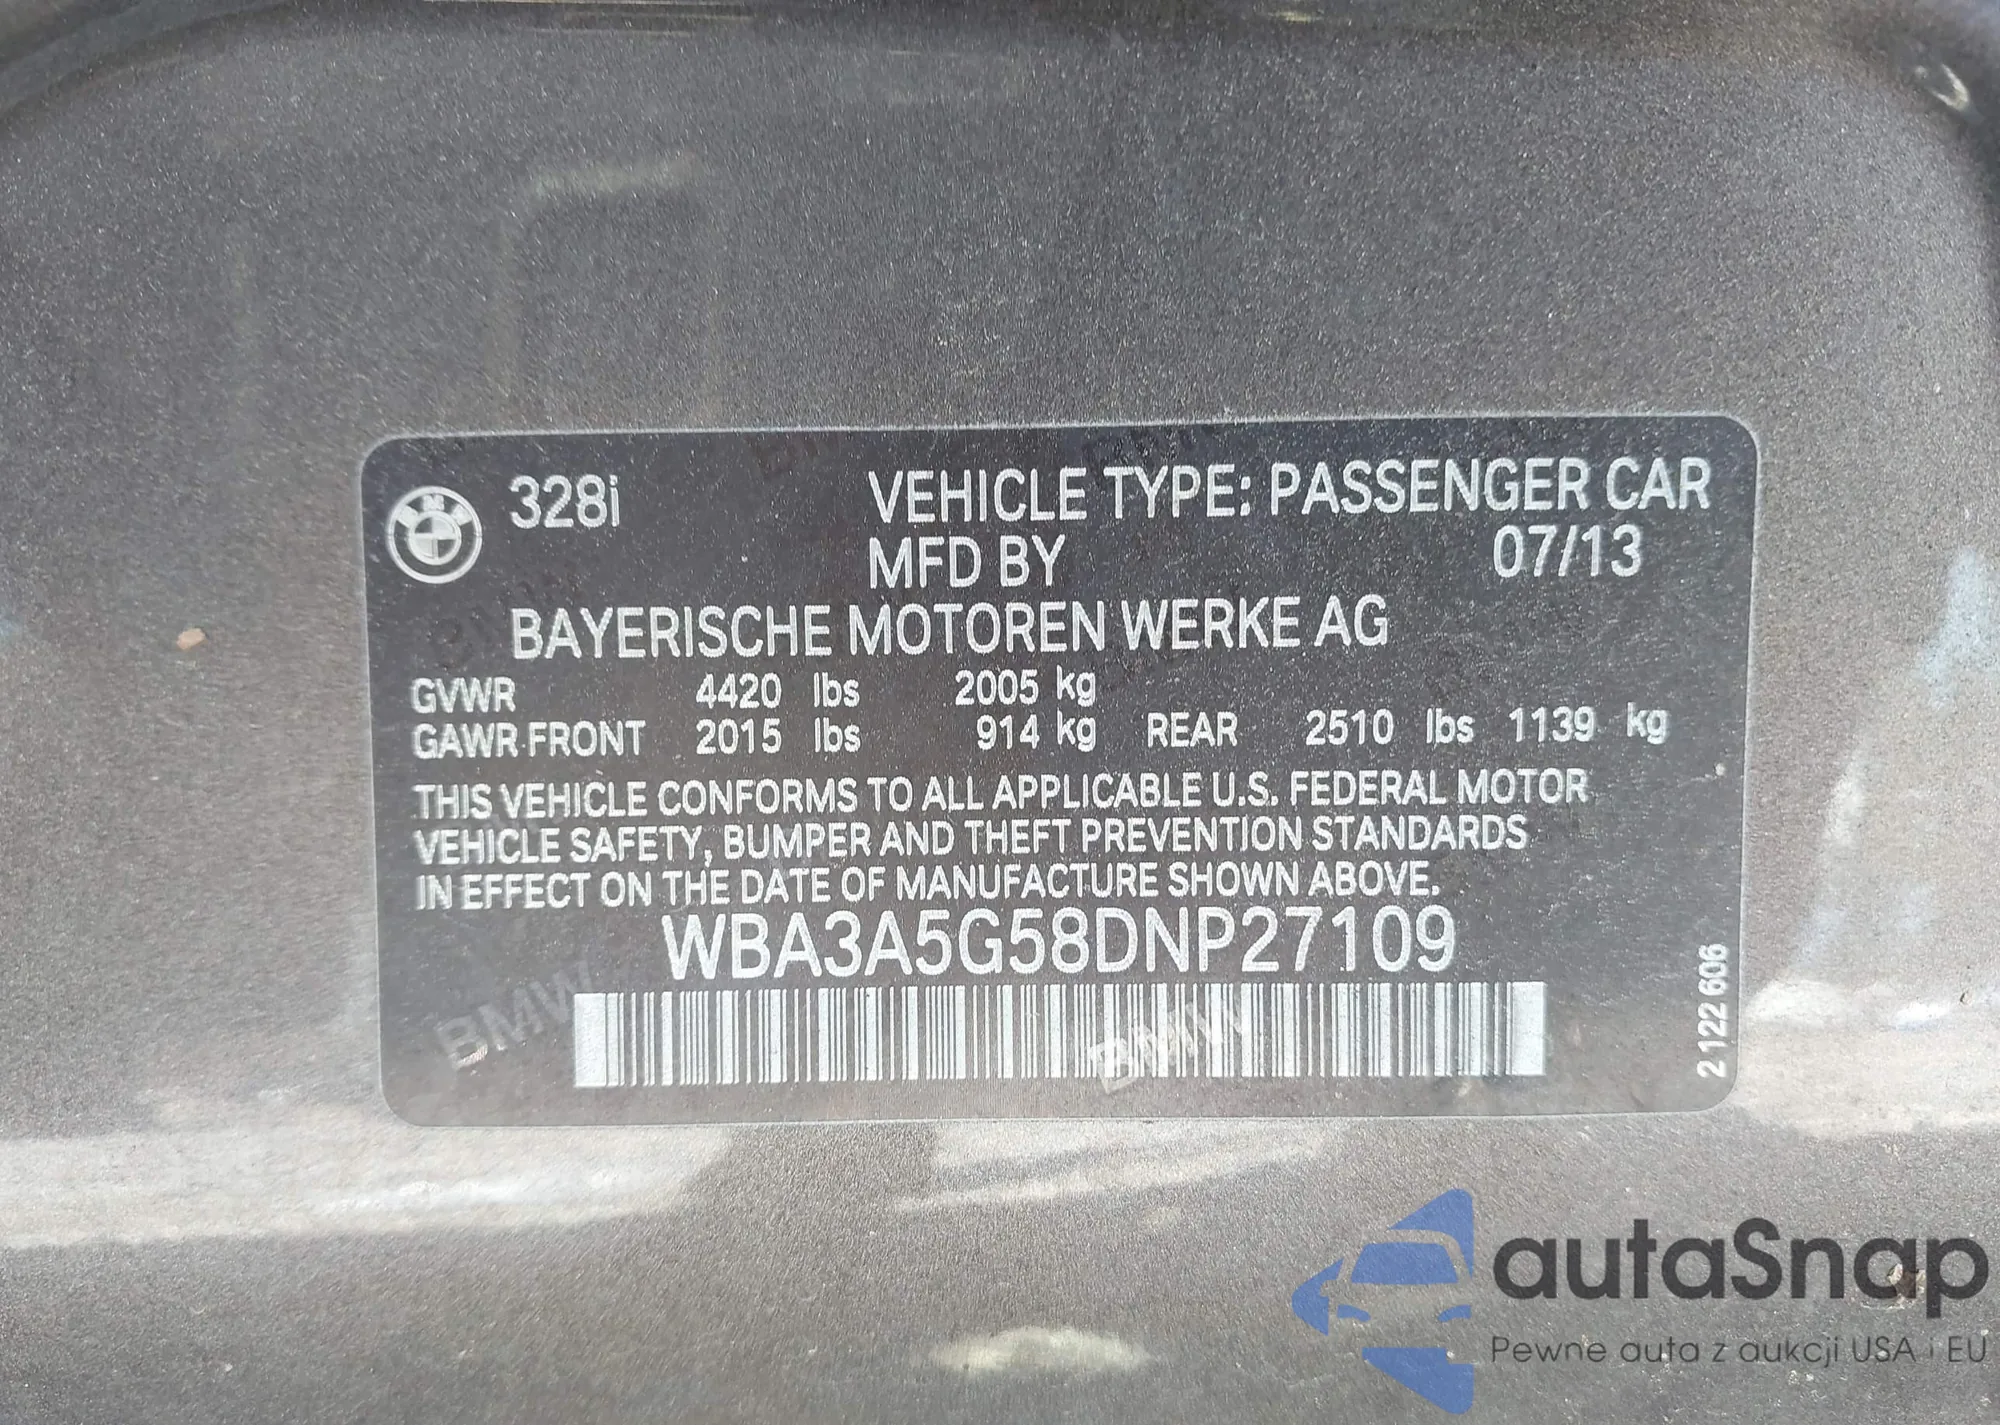 328i VEHICLE TYPE: PASSENGER CAR
MFD BY 07/13
BAYERISCHE MOTOREN WERKE AG
GVWR 4420 lbs 2005 kg
GAWR FRONT 2015 lbs 914 kg REAR 2510 lbs 1139 kg
THIS VEHICLE CONFORMS TO ALL APPLICABLE U.S. FEDERAL MOTOR
VEHICLE SAFETY, BUMPER AND THEFT PREVENTION STANDARDS
IN EFFECT ON THE DATE OF MANUFACTURE SHOWN ABOVE.
WBA3A5G58DNP27109
BMW
BMW
2 122 606
autaSnap
Pewne auta z aukcji USA i EU